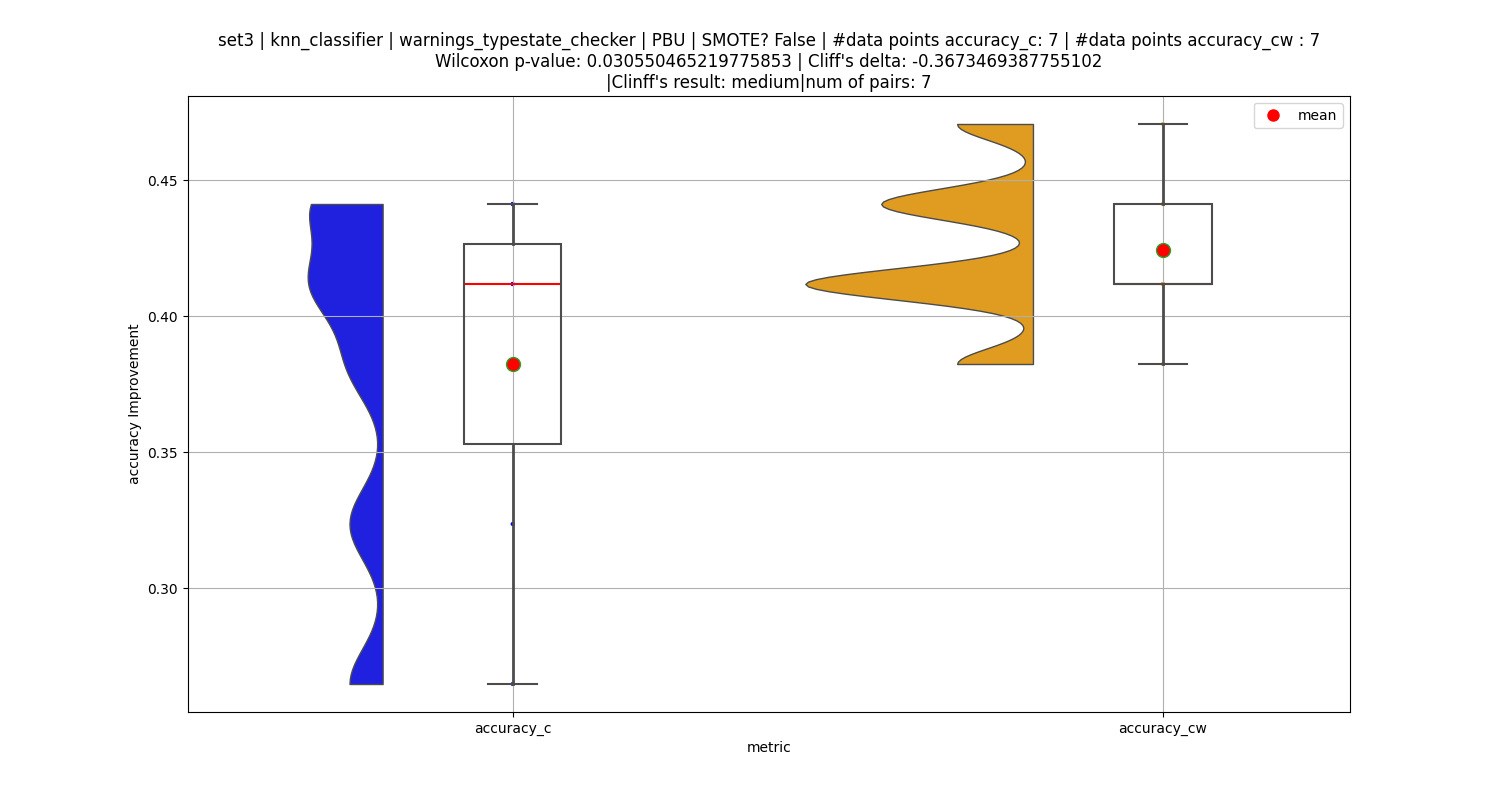 set3 | knn_classifier | warnings_typestate_checker | PBU | SMOTE? False | #data points accuracy_c: 7 | #data points accuracy_cw : 7
Wilcoxon p-value: 0.030550465219775853 | Cliff's delta: -0.3673469387755102
|Clinff's result: medium|num of pairs: 7
mean
accuracy Improvement
0.45
0.40
0.35
0.30
accuracy_c
accuracy_cw
metric